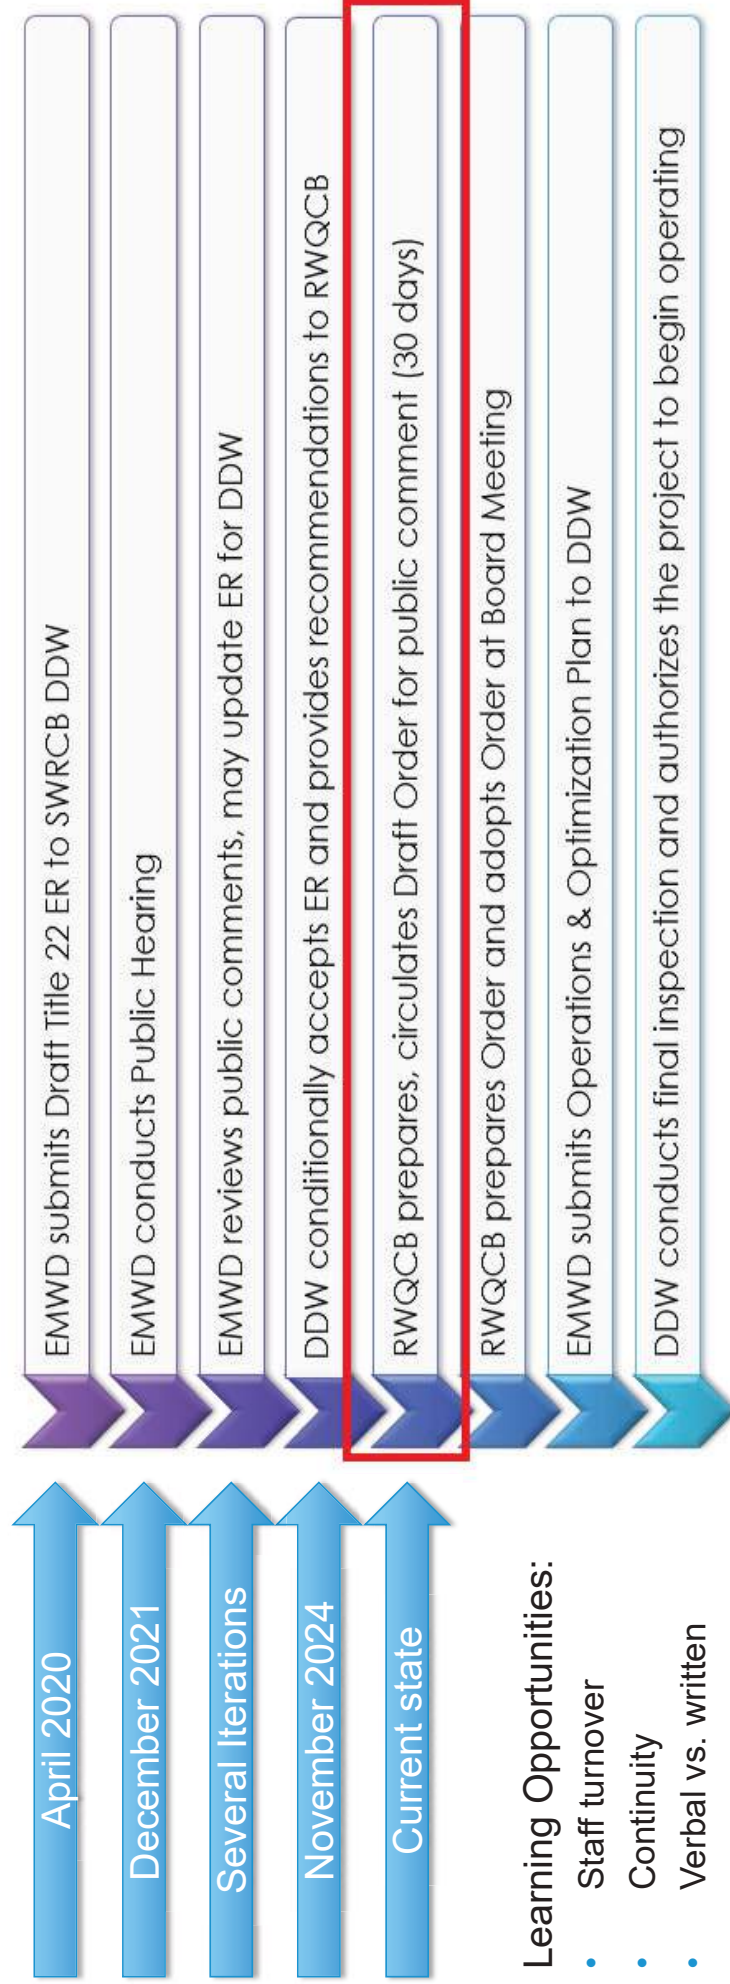 April 2020
EMWD submits Draft Title 22 ER to SWRCB DDW
December 2021
EMWD conducts Public Hearing
Several Iterations
EMWD reviews public comments, may update ER for DDW
November 2024
DDW conditionally accepts ER and provides recommendations to RWQCB
Current state
RWQCB prepares, circulates Draft Order for public comment (30 days)
RWQCB prepares Order and adopts Order at Board Meeting
EMWD submits Operations & Optimization Plan to DDW
DDW conducts final inspection and authorizes the project to begin operating
Learning Opportunities:
• Staff turnover
• Continuity
• Verbal vs. written